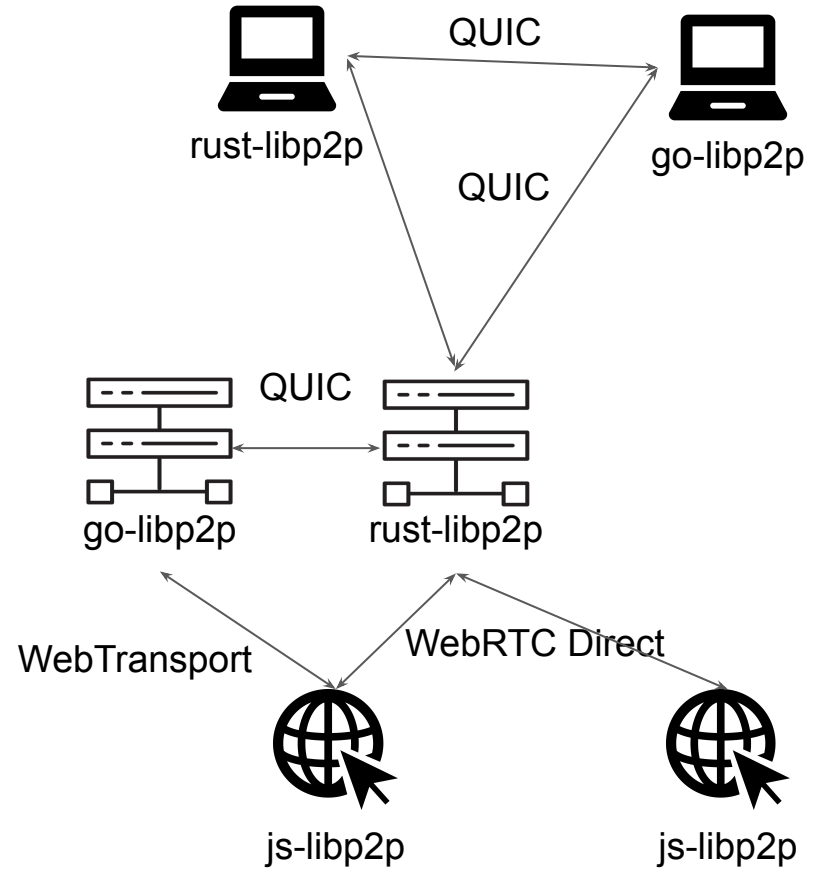 QUIC
rust-libp2p
go-libp2p
QUIC
QUIC
go-libp2p
rust-libp2p
WebTransport
WebRTC Direct
js-libp2p
js-libp2p